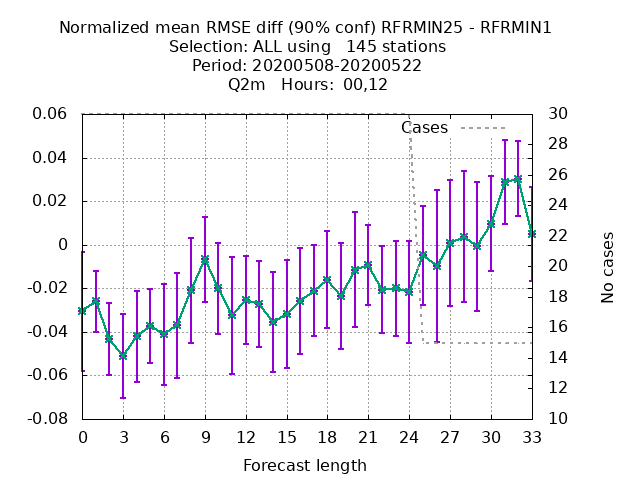 Normalized mean RMSE diff (90% conf) RFRMIN25 - RFRMIN1
Selection: ALL using   145 stations
Period: 20200508-20200522
Q2m   Hours:  00,12
0.06
0.04
0.02
0
-0.02
-0.04
-0.06
-0.08
Cases
30
28
26
24
22
20
18
16
14
12
10
No cases
0 3 6 9 12 15 18 21 24 27 30 33
Forecast length